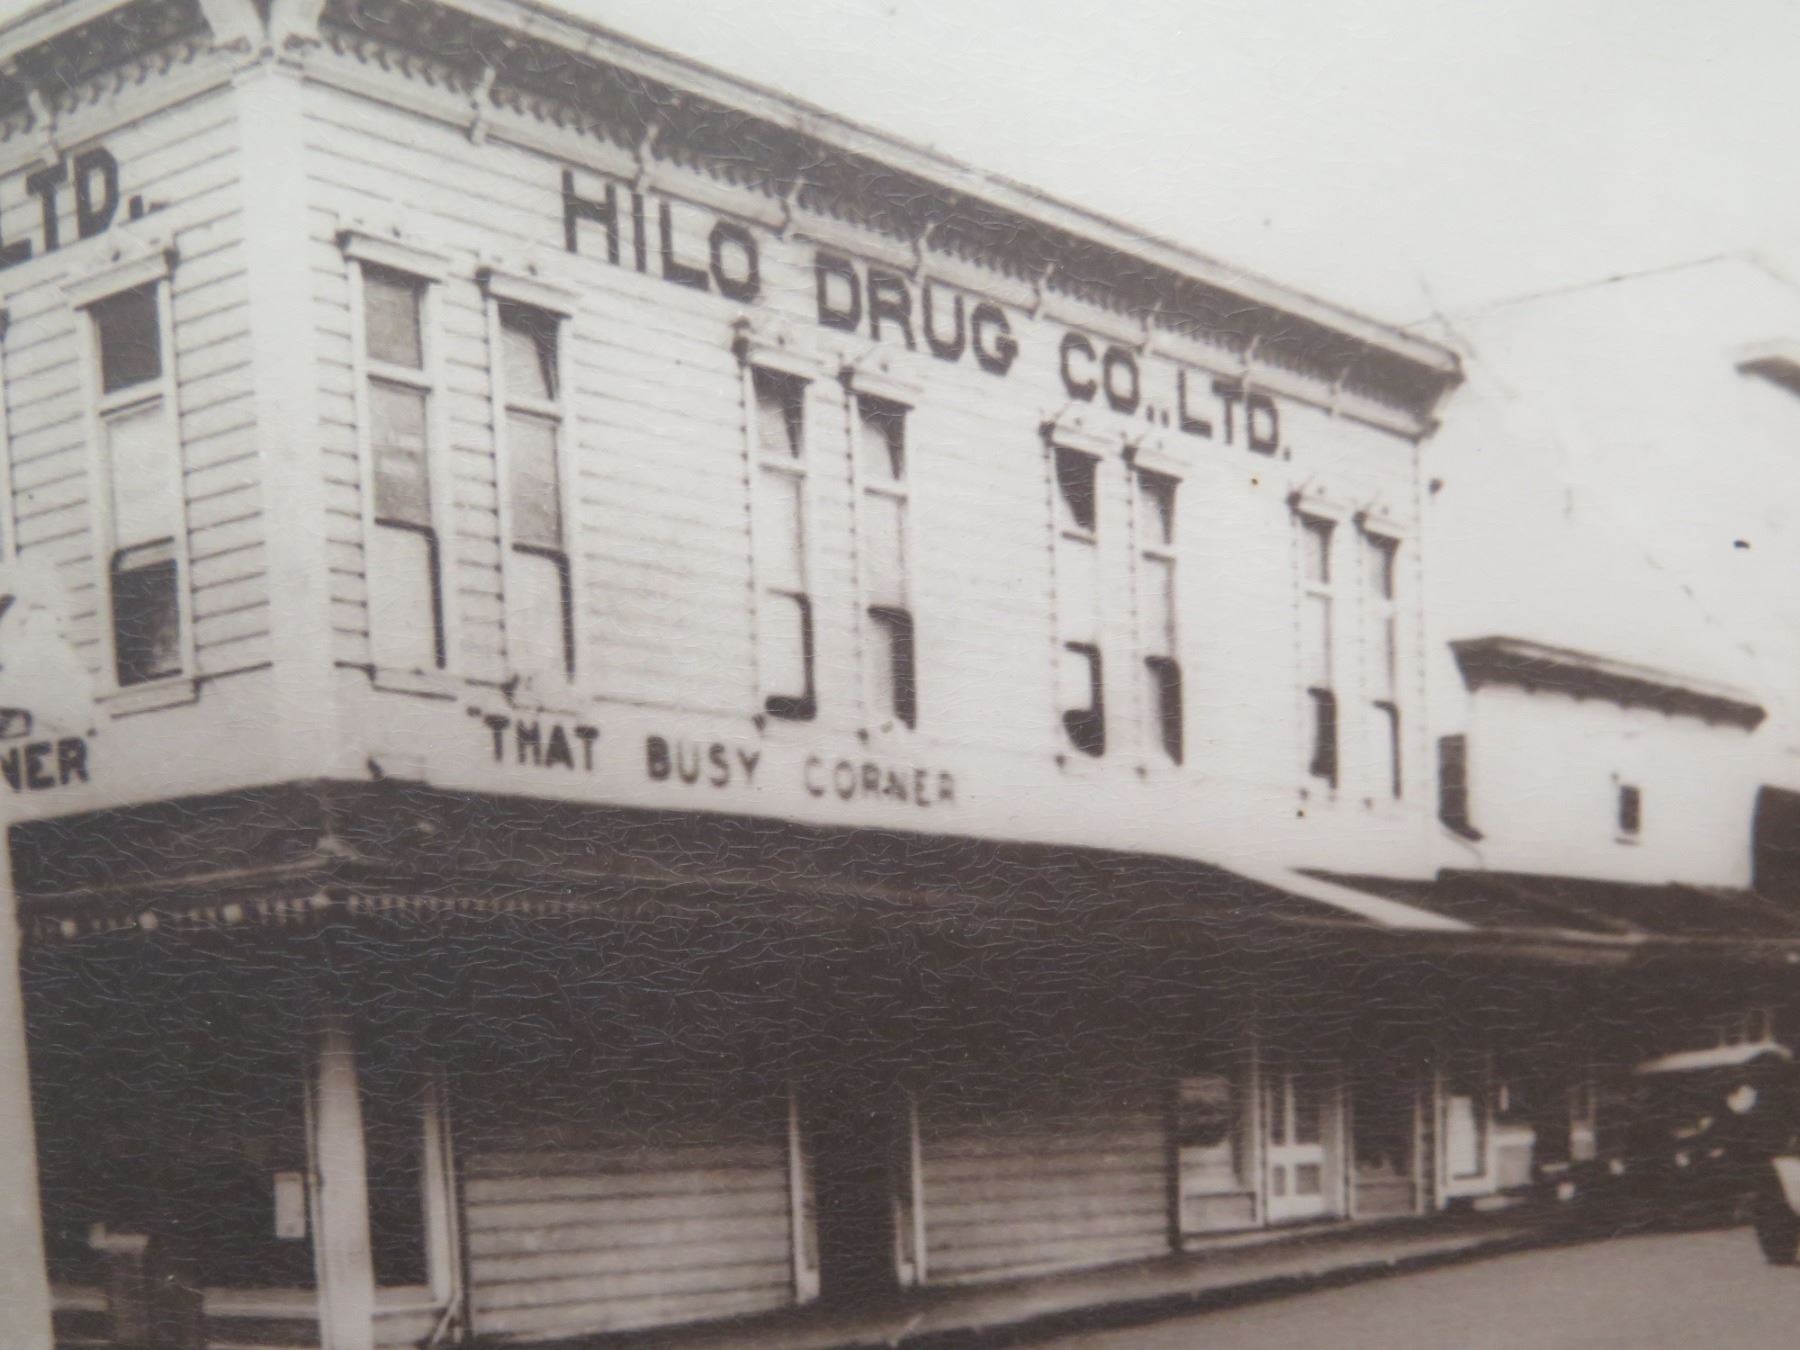 LTD.,
HILO DRUG CO., LTD.
NER"
"THAT BUSY CORNER